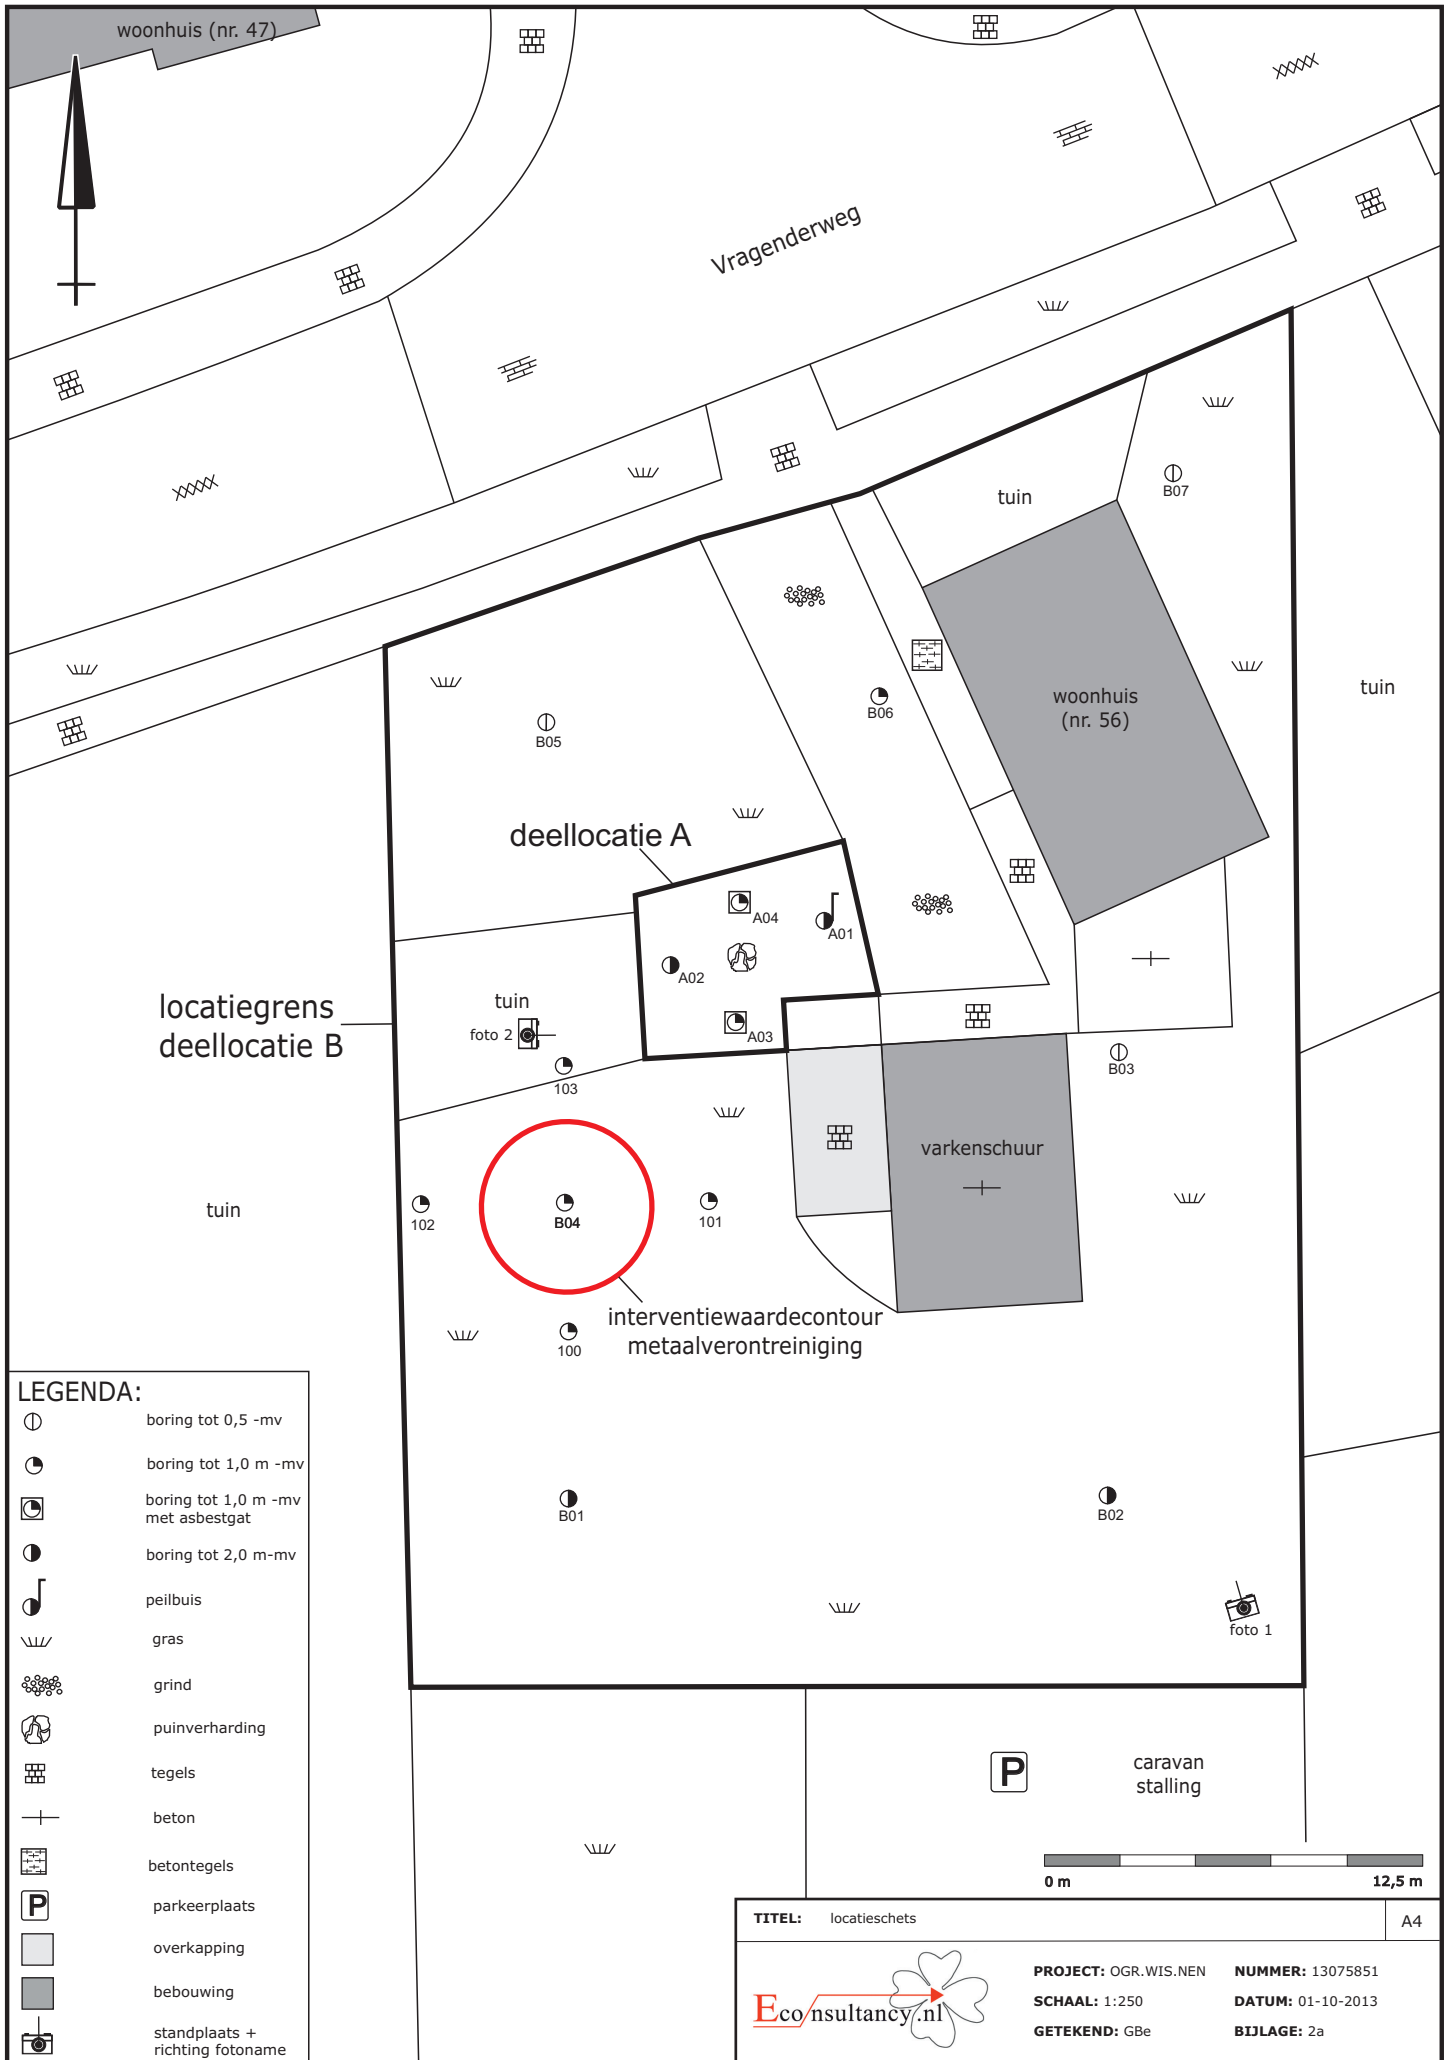 woonhuis (nr. 47)
Vragenderweg
tuin
B07
B06
woonhuis
(nr. 56)
tuin
B05
deellocatie A
A04
A01
A02
A03
locatiegrens
deellocatie B
tuin
foto 2
103
B03
varkenschuur
tuin
102
B04
101
interventiewaardecontour
metaalverontreiniging
100
B01
B02
foto 1
LEGENDA:
boring tot 0,5 -mv
boring tot 1,0 m -mv
boring tot 1,0 m -mv
met asbestgat
boring tot 2,0 m-mv
peilbuis
gras
grind
puinverharding
tegels
beton
betontegels
P parkeerplaats
overkapping
bebouwing
standplaats +
richting fotoname
P
caravan
stalling
0 m 12,5 m
TITEL: locatieschets A4
Econsultancy.nl
PROJECT: OGR.WIS.NEN NUMMER: 13075851
SCHAAL: 1:250 DATUM: 01-10-2013
GETEKEND: GBe BIJLAGE: 2a